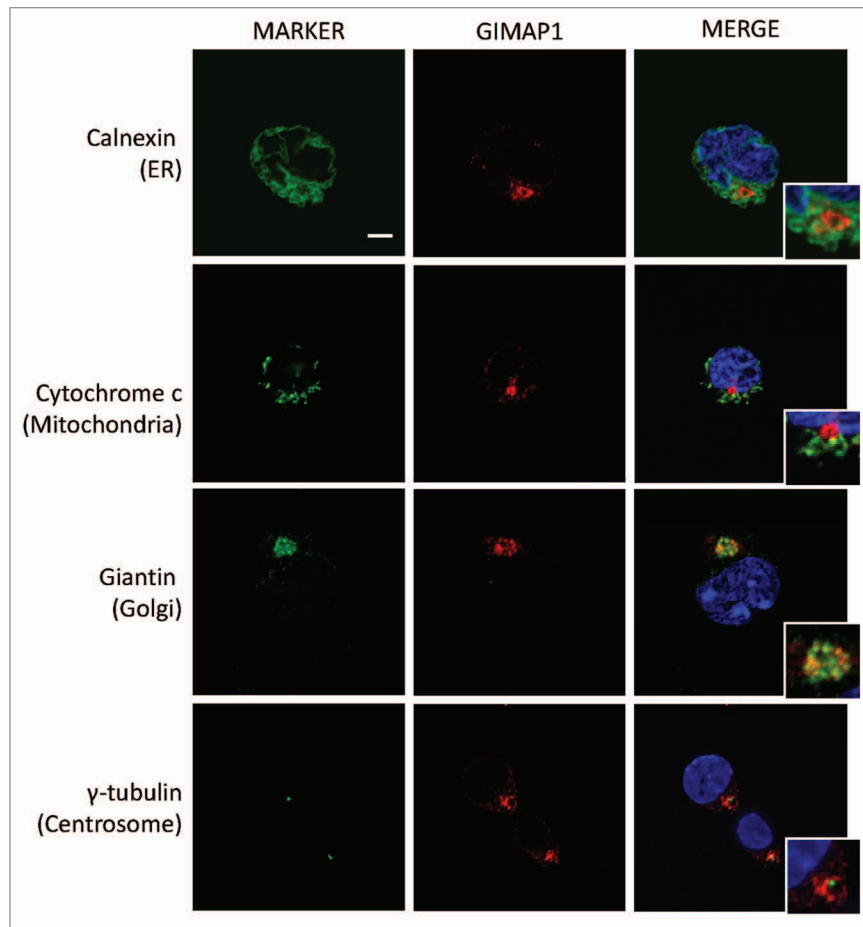 MARKER GIMAP1 MERGE
Calnexin
(ER)
Cytochrome c
(Mitochondria)
Giantin
(Golgi)
γ-tubulin
(Centrosome)